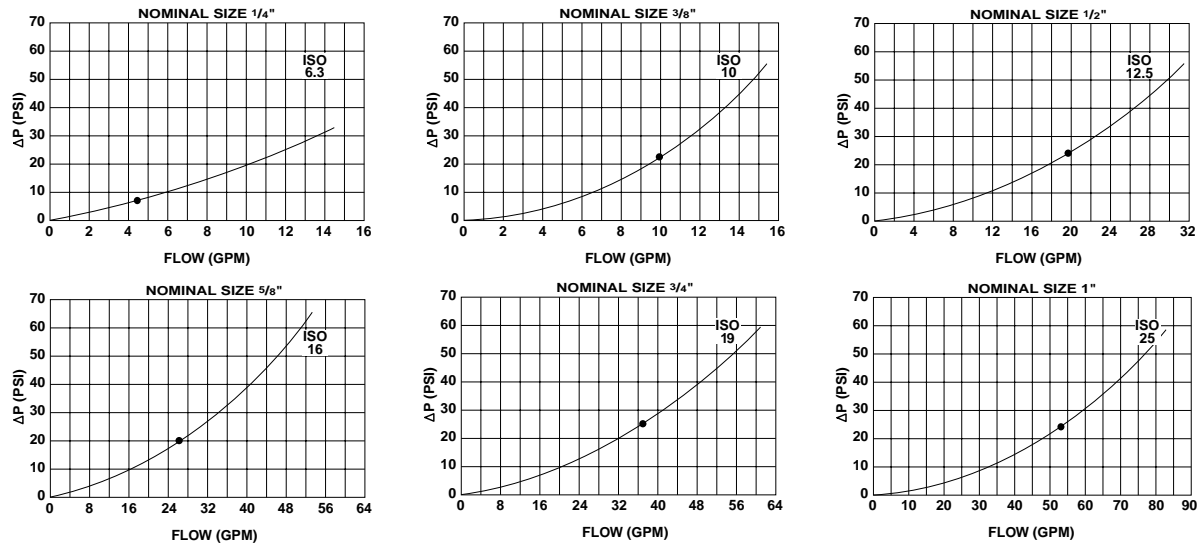 NOMINAL SIZE 1/4"
ΔP (PSI)
70
60
50
40
30
20
10
0
ISO
6.3
0 2 4 6 8 10 12 14 16
FLOW (GPM)
NOMINAL SIZE 3/8"
ΔP (PSI)
70
60
50
40
30
20
10
0
ISO
10
0 2 4 6 8 10 12 14 16
FLOW (GPM)
NOMINAL SIZE 1/2"
ΔP (PSI)
70
60
50
40
30
20
10
0
ISO
12.5
0 4 8 12 16 20 24 28 32
FLOW (GPM)
NOMINAL SIZE 5/8"
ΔP (PSI)
70
60
50
40
30
20
10
0
ISO
16
0 8 16 24 32 40 48 56 64
FLOW (GPM)
NOMINAL SIZE 3/4"
ΔP (PSI)
70
60
50
40
30
20
10
0
ISO
19
0 8 16 24 32 40 48 56 64
FLOW (GPM)
NOMINAL SIZE 1"
ΔP (PSI)
70
60
50
40
30
20
10
0
ISO
25
0 10 20 30 40 50 60 70 80 90
FLOW (GPM)